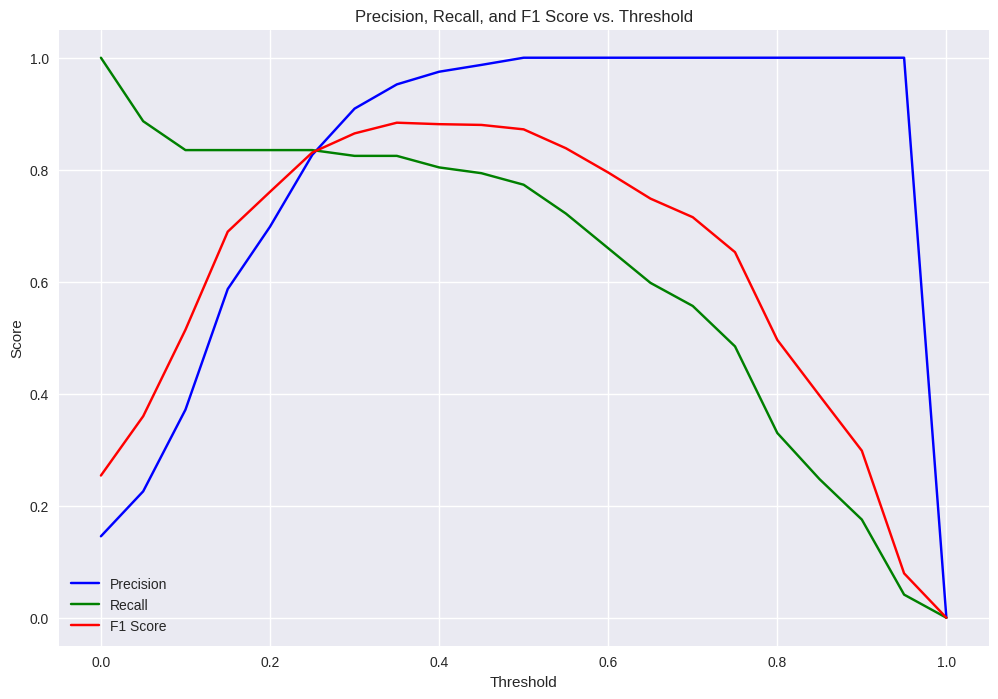 Precision, Recall, and F1 Score vs. Threshold
Score
1.0
0.8
0.6
0.4
0.2
0.0
Precision
Recall
F1 Score
0.0 0.2 0.4 0.6 0.8 1.0
Threshold